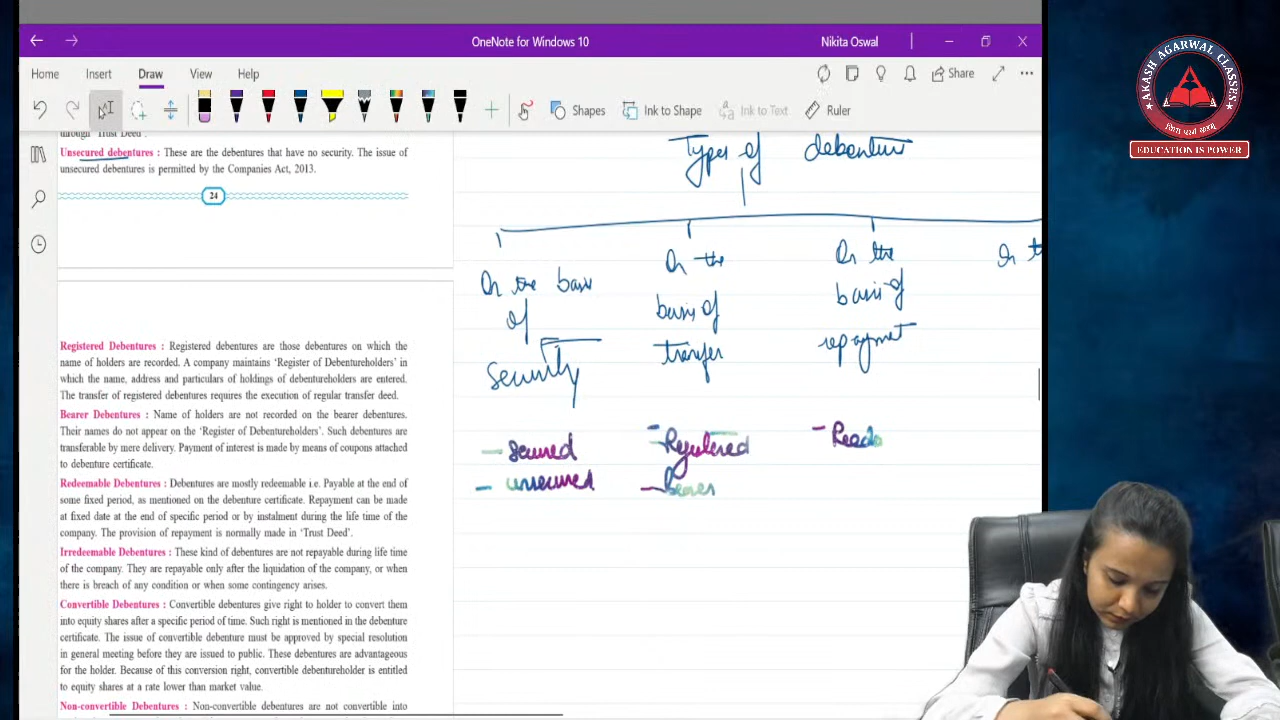 OneNote for Windows 10
Nikita Oswal
Home Insert Draw View Help
Share
Shapes Ink to Shape Ink to Text Ruler
through 'Trust Deed'.
Unsecured debentures : These are the debentures that have no security. The issue of
unsecured debentures is permitted by the Companies Act, 2013.
24
Registered Debentures : Registered debentures are those debentures on which the
name of holders are recorded. A company maintains 'Register of Debentureholders' in
which the name, address and particulars of holdings of debentureholders are entered.
The transfer of registered debentures requires the execution of regular transfer deed.
Bearer Debentures : Name of holders are not recorded on the bearer debentures.
Their names do not appear on the 'Register of Debentureholders'. Such debentures are
transferable by mere delivery. Payment of interest is made by means of coupons attached
to debenture certificate.
Redeemable Debentures : Debentures are mostly redeemable i.e. Payable at the end of
some fixed period, as mentioned on the debenture certificate. Repayment can be made
at fixed date at the end of specific period or by instalment during the life time of the
company. The provision of repayment is normally made in 'Trust Deed'.
Irredeemable Debentures : These kind of debentures are not repayable during life time
of the company. They are repayable only after the liquidation of the company, or when
there is breach of any condition or when some contingency arises.
Convertible Debentures : Convertible debentures give right to holder to convert them
into equity shares after a specific period of time. Such right is mentioned in the debenture
certificate. The issue of convertible debenture must be approved by special resolution
in general meeting before they are issued to public. These debentures are advantageous
for the holder. Because of this conversion right, convertible debentureholder is entitled
to equity shares at a rate lower than market value.
Non-convertible Debentures : Non-convertible debentures are not convertible into
Types of debenture
On the basis
of
security
- secured
- unsecured
On the
basis of
transfer
- Registered
- bearer
On the
basis of
repayment
- Reede
On t
AKASH AGARWAL CLASSES
EDUCATION IS POWER